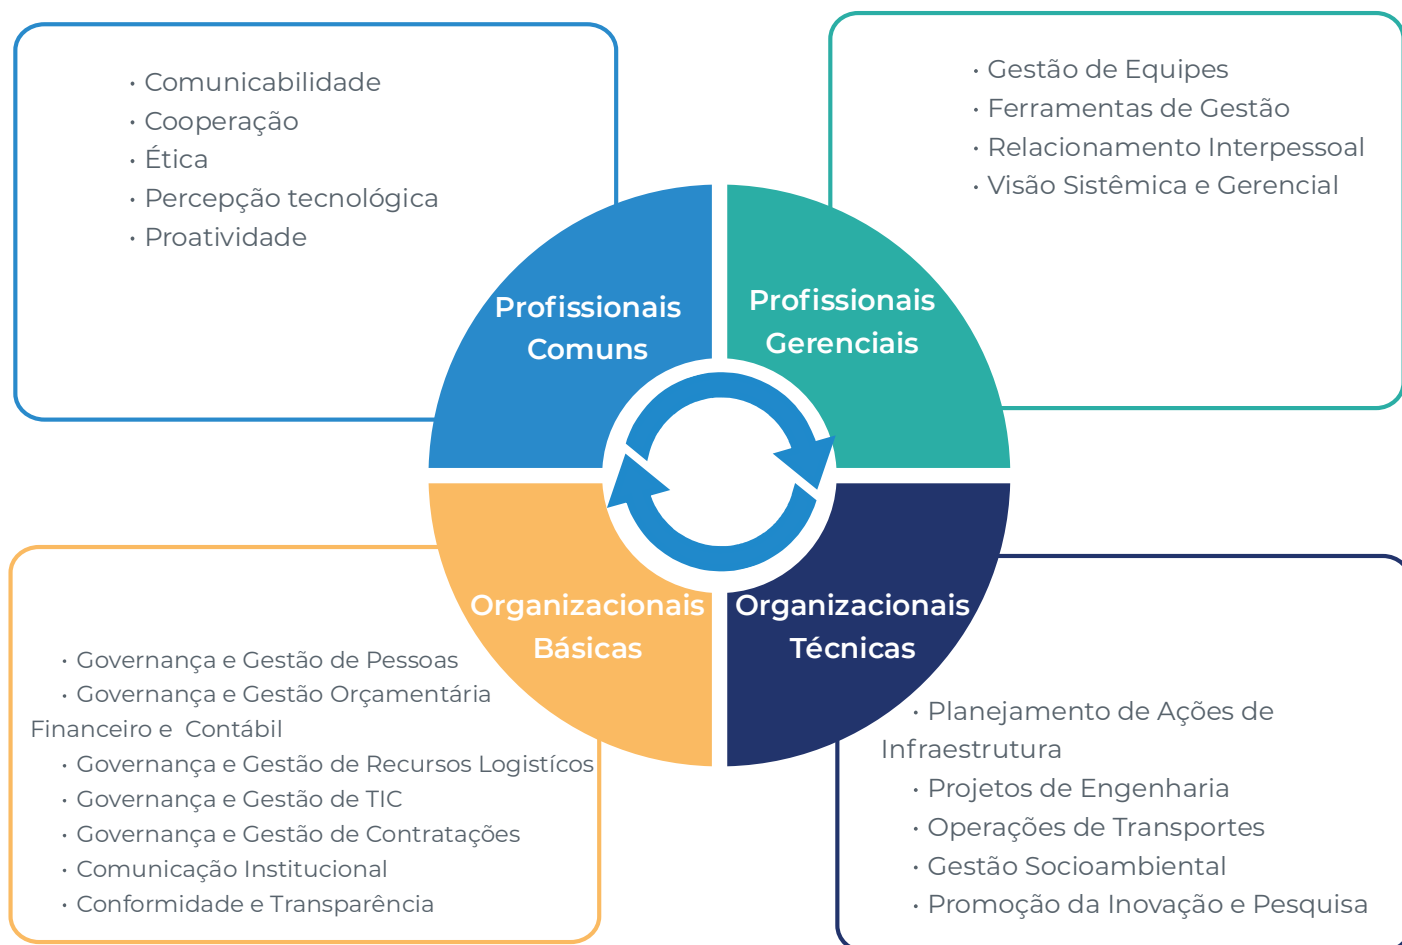 · Comunicabilidade
· Cooperação
· Ética
· Percepção tecnológica
· Proatividade
· Gestão de Equipes
· Ferramentas de Gestão
· Relacionamento Interpessoal
· Visão Sistêmica e Gerencial
Profissionais
Comuns
Profissionais
Gerenciais
Organizacionais
Básicas
Organizacionais
Técnicas
· Governança e Gestão de Pessoas
· Governança e Gestão Orçamentária
Financeiro e Contábil
· Governança e Gestão de Recursos Logistícos
· Governança e Gestão de TIC
· Governança e Gestão de Contratações
· Comunicação Institucional
· Conformidade e Transparência
· Planejamento de Ações de
Infraestrutura
· Projetos de Engenharia
· Operações de Transportes
· Gestão Socioambiental
· Promoção da Inovação e Pesquisa